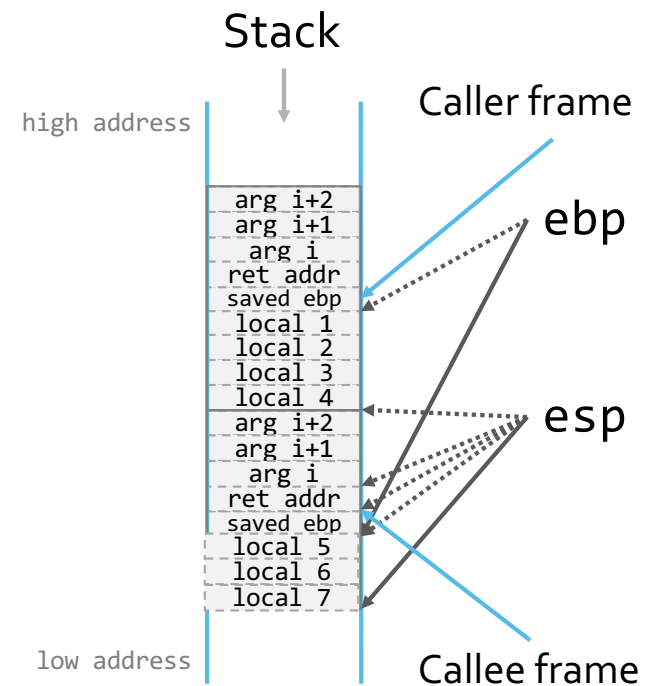 Stack
Caller frame
high address
arg i+2
arg i+1
arg i
ret addr
saved ebp
local 1
local 2
local 3
local 4
arg i+2
arg i+1
arg i
ret addr
saved ebp
local 5
local 6
local 7
ebp
esp
low address
Callee frame